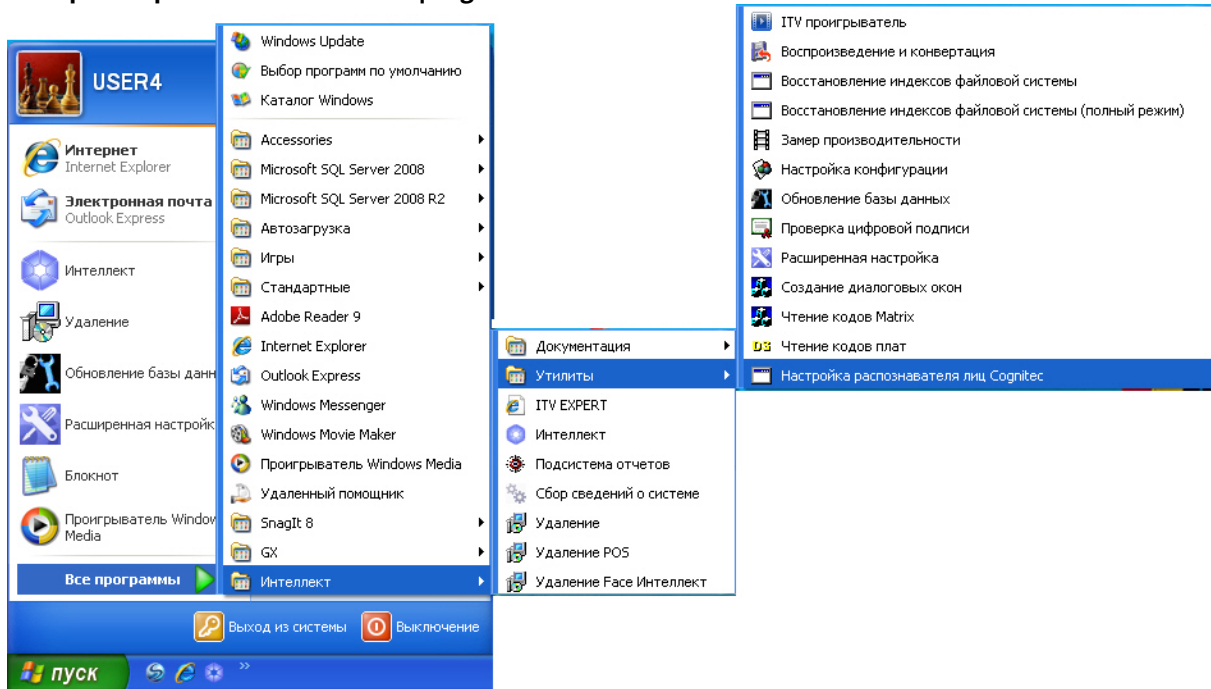 USER4
Интернет
Internet Explorer
Электронная почта
Outlook Express
Интеллект
Удаление
Обновление базы данн
Расширенная настройк
Блокнот
Проигрыватель Window
Media
Все программы
Выход из системы
Выключение
пуск
Windows Update
Выбор программ по умолчанию
Каталог Windows
Accessories
Microsoft SQL Server 2008
Microsoft SQL Server 2008 R2
Автозагрузка
Игры
Стандартные
Adobe Reader 9
Internet Explorer
Outlook Express
Windows Messenger
Windows Movie Maker
Проигрыватель Windows Media
Удаленный помощник
SnagIt 8
GX
Интеллект
Документация
Утилиты
ITV EXPERT
Интеллект
Подсистема отчетов
Сбор сведений о системе
Удаление
Удаление POS
Удаление Face Интеллект
ITV проигрыватель
Воспроизведение и конвертация
Восстановление индексов файловой системы
Восстановление индексов файловой системы (полный режим)
Замер производительности
Настройка конфигурации
Обновление базы данных
Проверка цифровой подписи
Расширенная настройка
Создание диалоговых окон
Чтение кодов Matrix
Чтение кодов плат
Настройка распознавателя лиц Cognitec